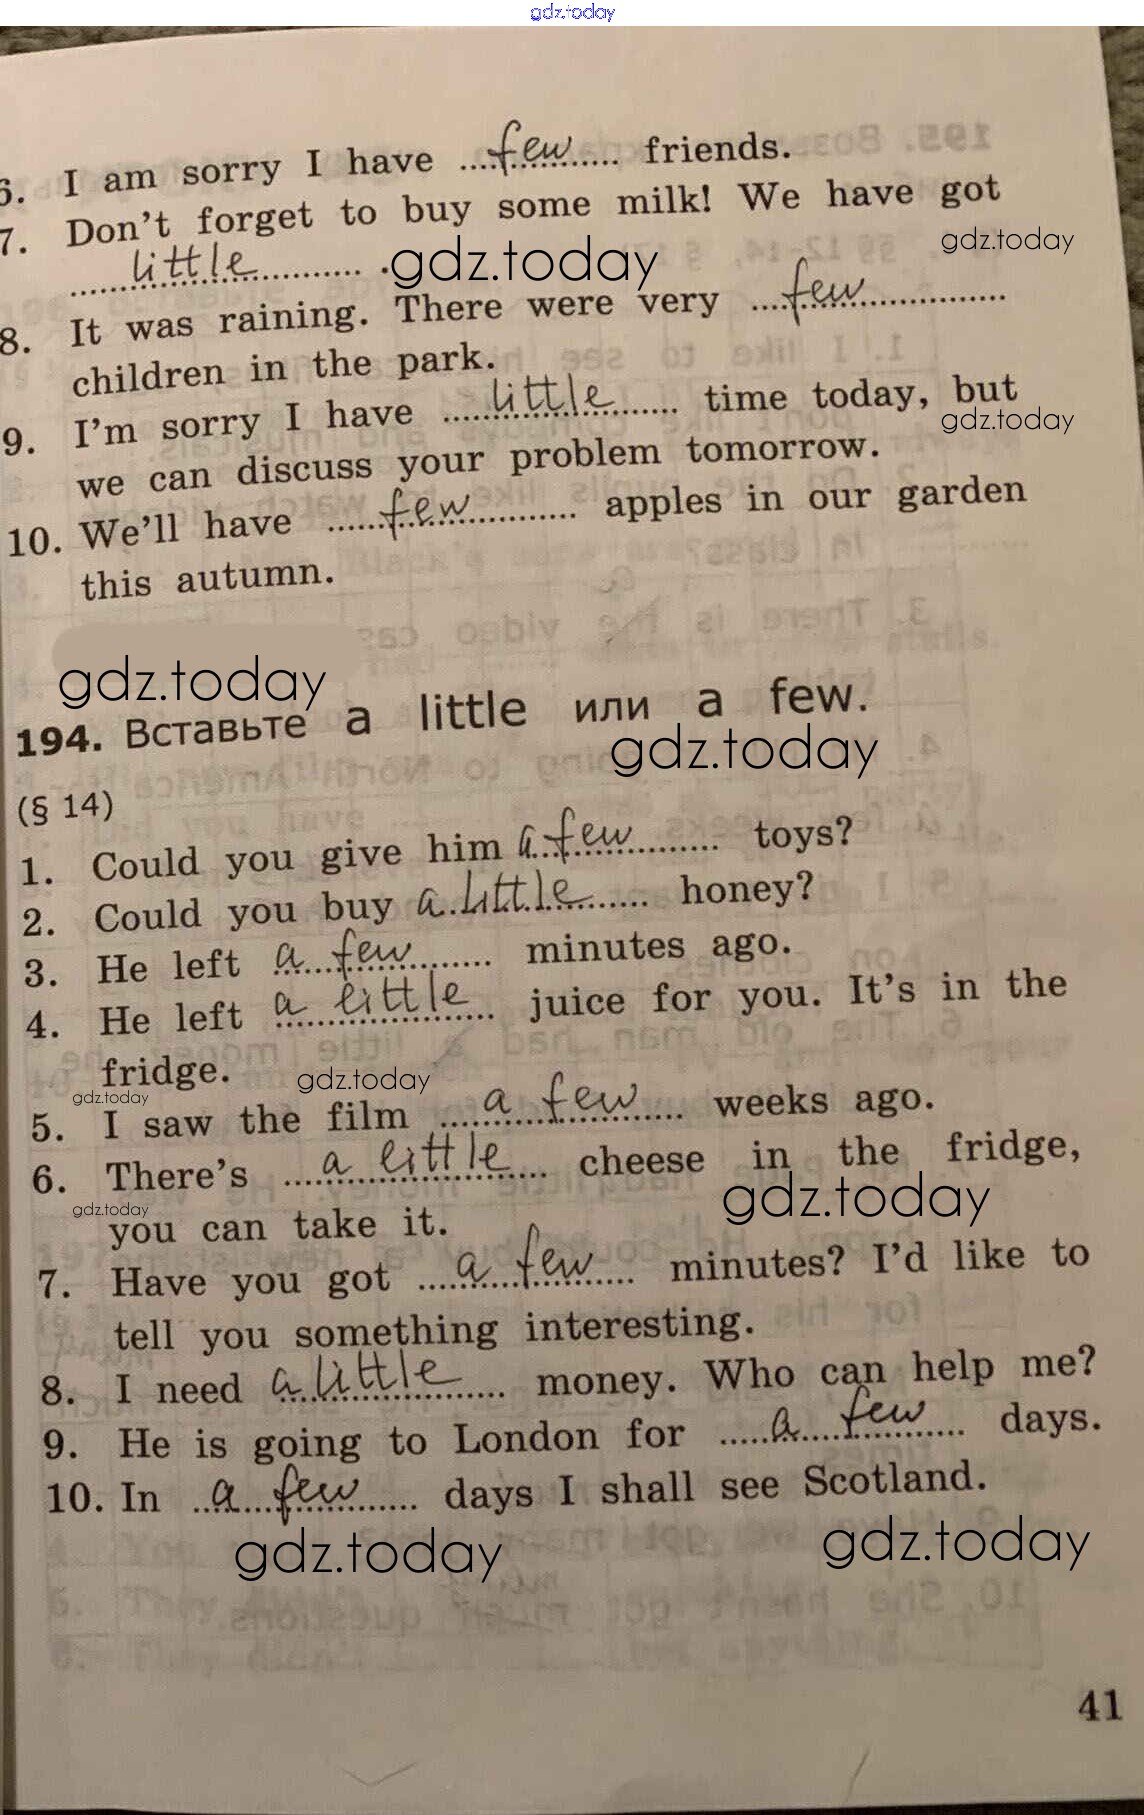 gdz.today
6. I am sorry I have few friends.
7. Don't forget to buy some milk! We have got
little .
gdz.today
gdz.today
8. It was raining. There were very few
children in the park.
9. I'm sorry I have little time today, but
gdz.today
we can discuss your problem tomorrow.
10. We'll have few apples in our garden
this autumn.
gdz.today
194. Вставьте a little или a few.
gdz.today
(§ 14)
1. Could you give him a few toys?
2. Could you buy a little honey?
3. He left a few minutes ago.
4. He left a little juice for you. It's in the
fridge.
gdz.today
gdz.today
5. I saw the film a few weeks ago.
6. There's a little cheese in the fridge,
gdz.today
gdz.today
you can take it.
7. Have you got a few minutes? I'd like to
tell you something interesting.
8. I need a little money. Who can help me?
9. He is going to London for a few days.
10. In a few days I shall see Scotland.
gdz.today
gdz.today
41